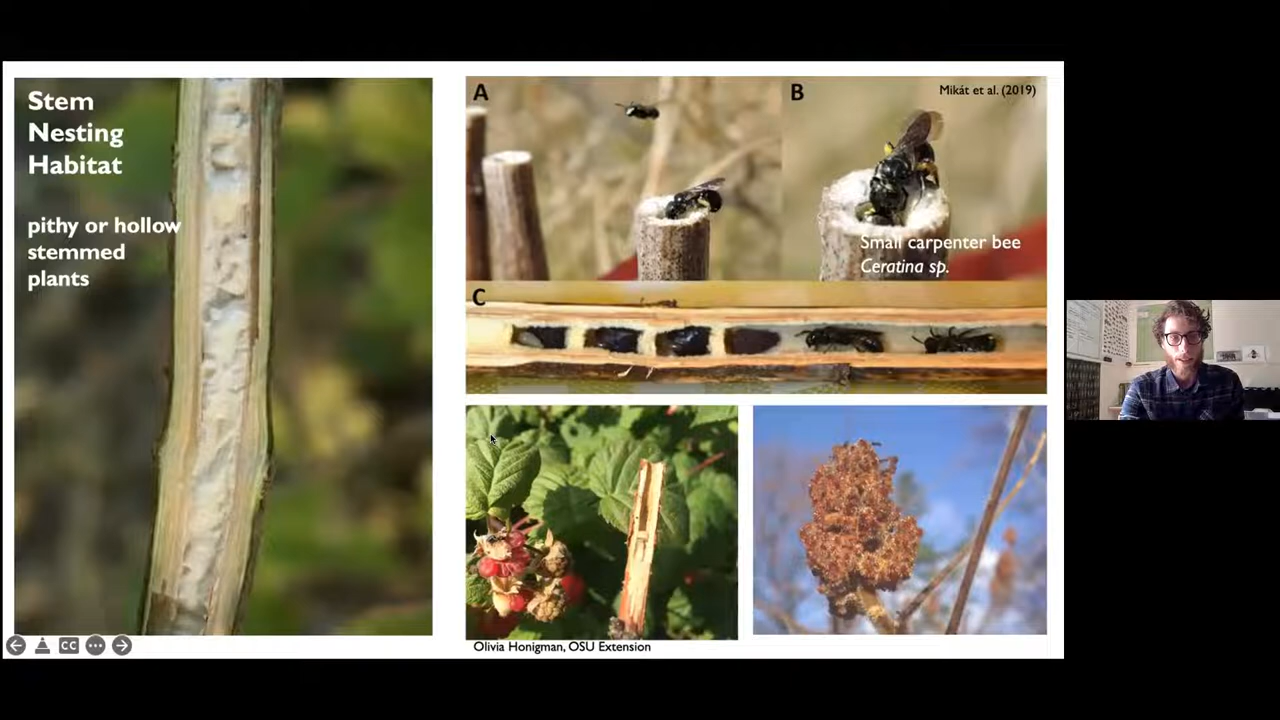 Stem
Nesting
Habitat
pithy or hollow
stemmed
plants
A
B
Mikát et al. (2019)
Small carpenter bee
Ceratina sp.
C
Olivia Honigman, OSU Extension
CC